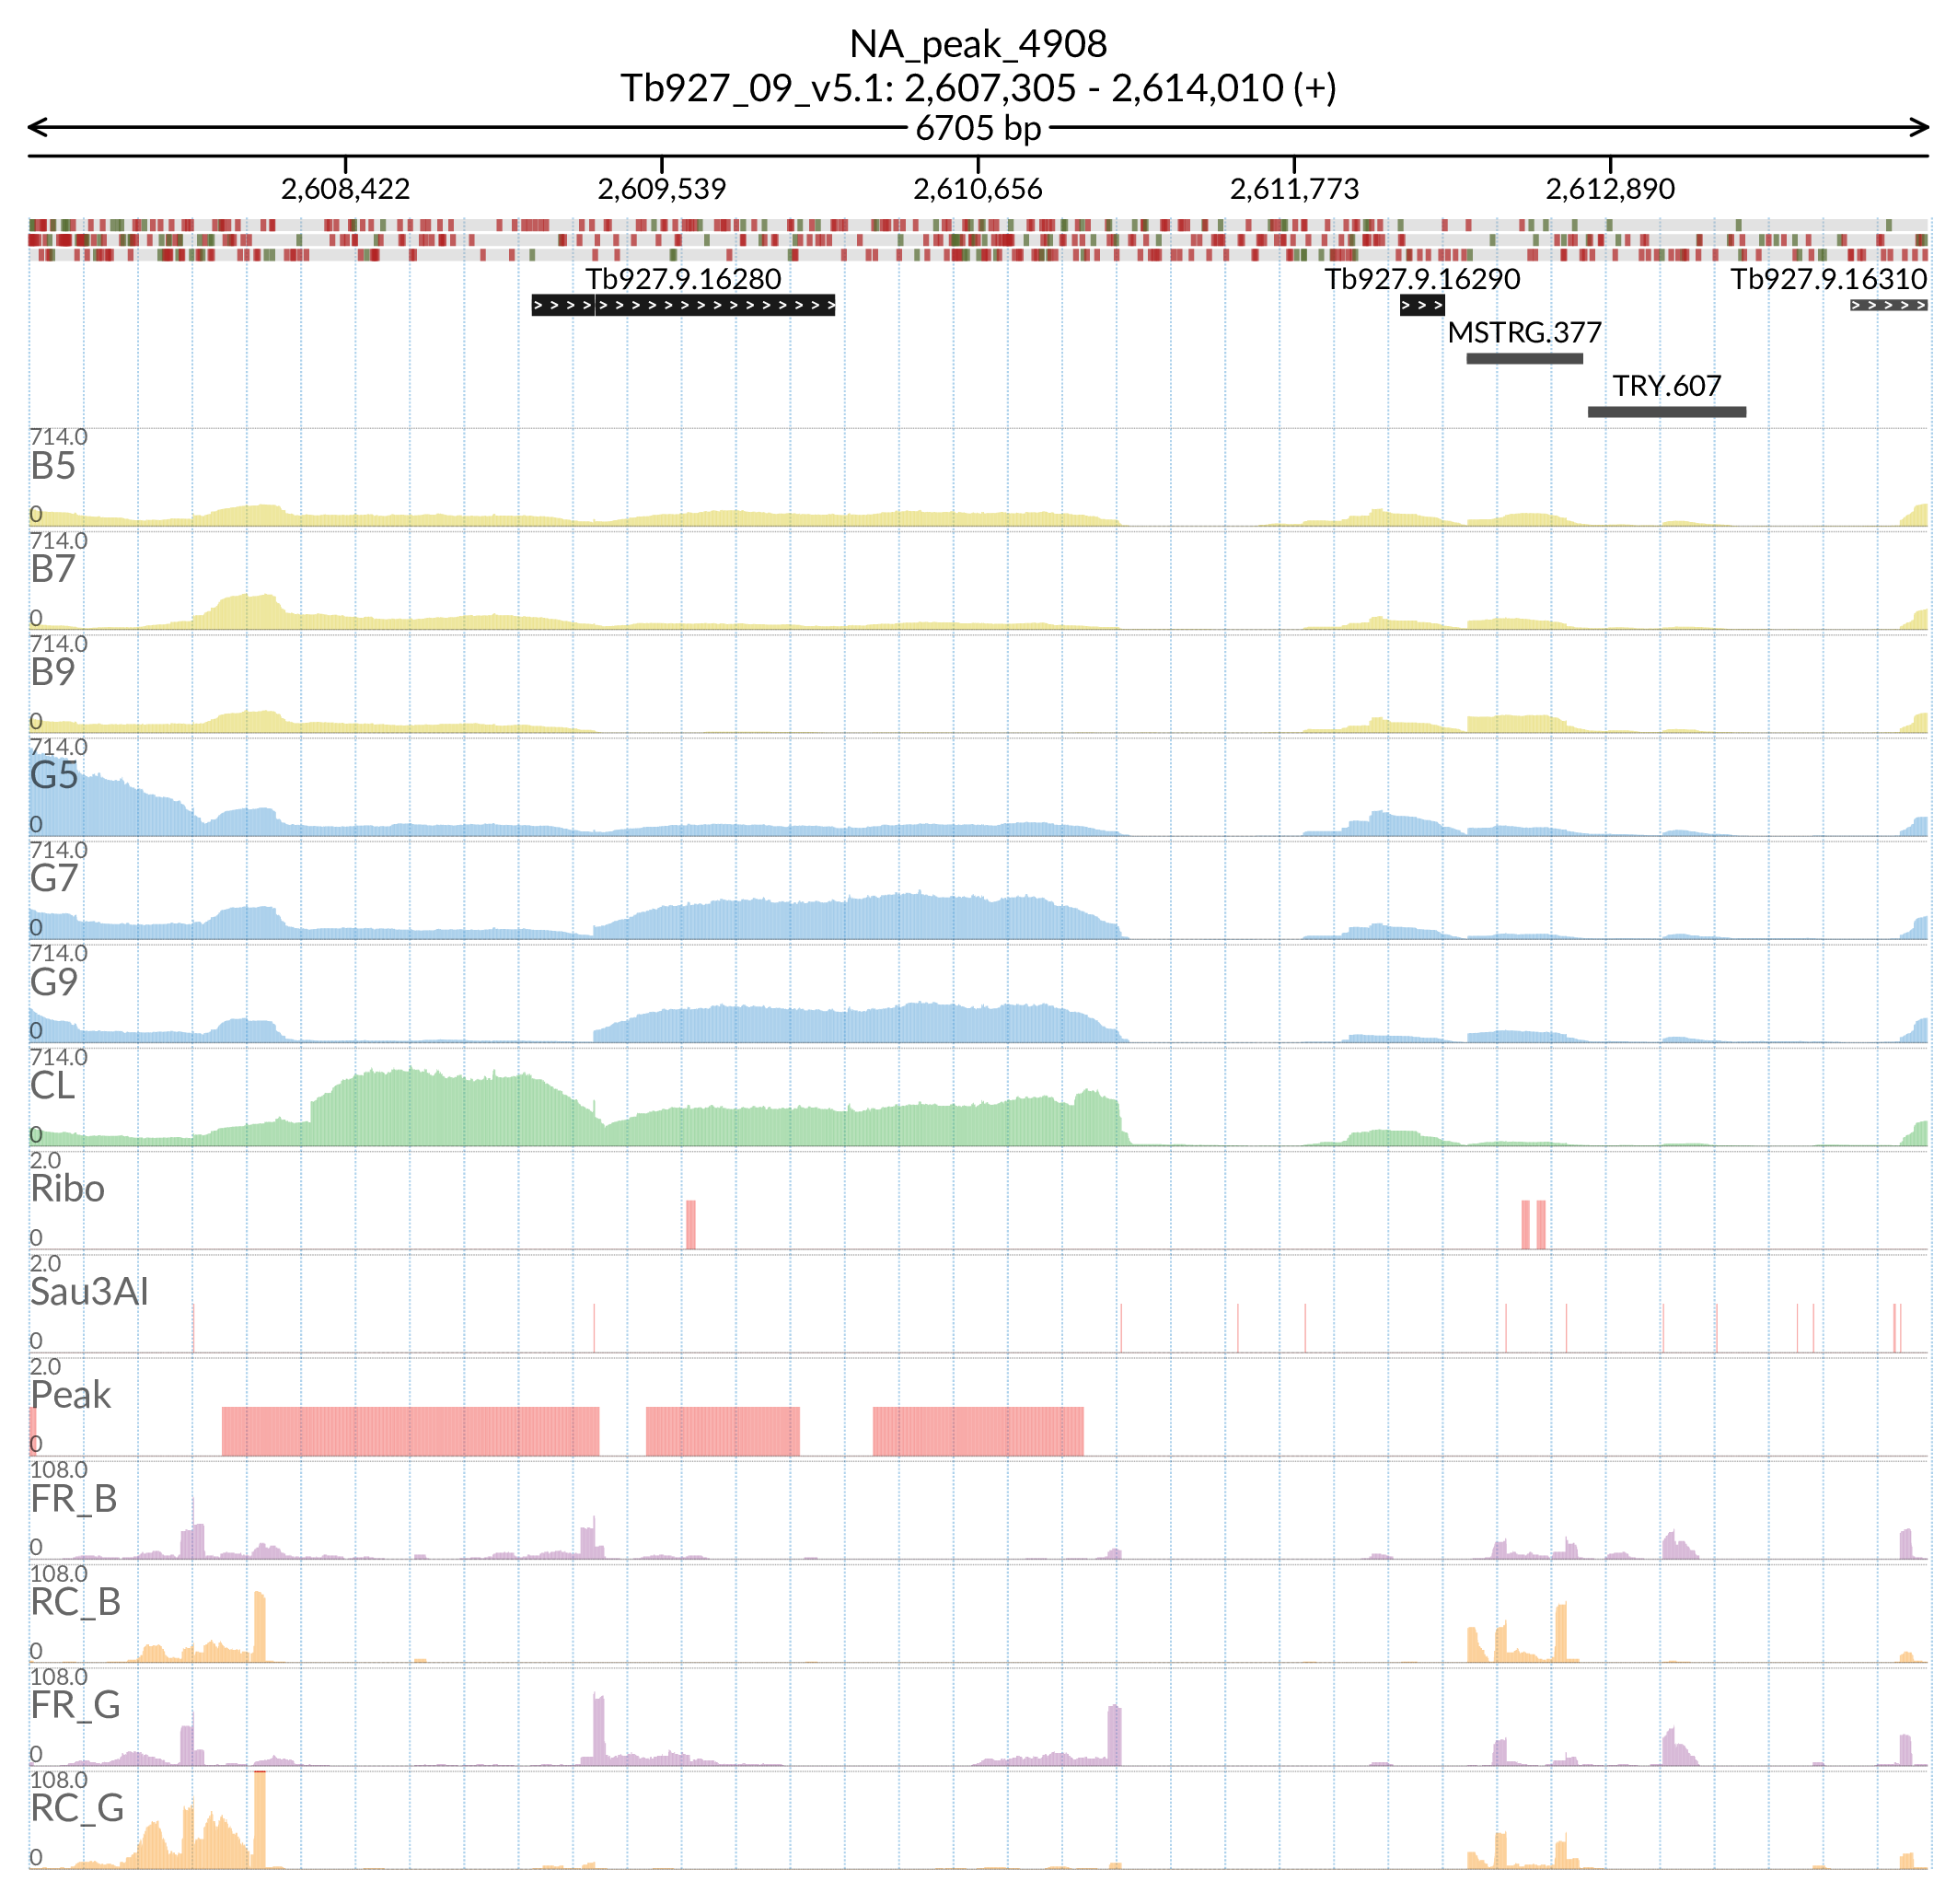 NA_peak_4908
Tb927_09_v5.1: 2,607,305 - 2,614,010 (+)
6705 bp
2,608,422 2,609,539 2,610,656 2,611,773 2,612,890
Tb927.9.16280 Tb927.9.16290 Tb927.9.16310
MSTRG.377
TRY.607
714.0
B5
0
714.0
B7
0
714.0
B9
0
714.0
G5
0
714.0
G7
0
714.0
G9
0
714.0
CL
0
2.0
Ribo
0
2.0
Sau3AI
0
2.0
Peak
0
108.0
FR_B
0
108.0
RC_B
0
108.0
FR_G
0
108.0
RC_G
0